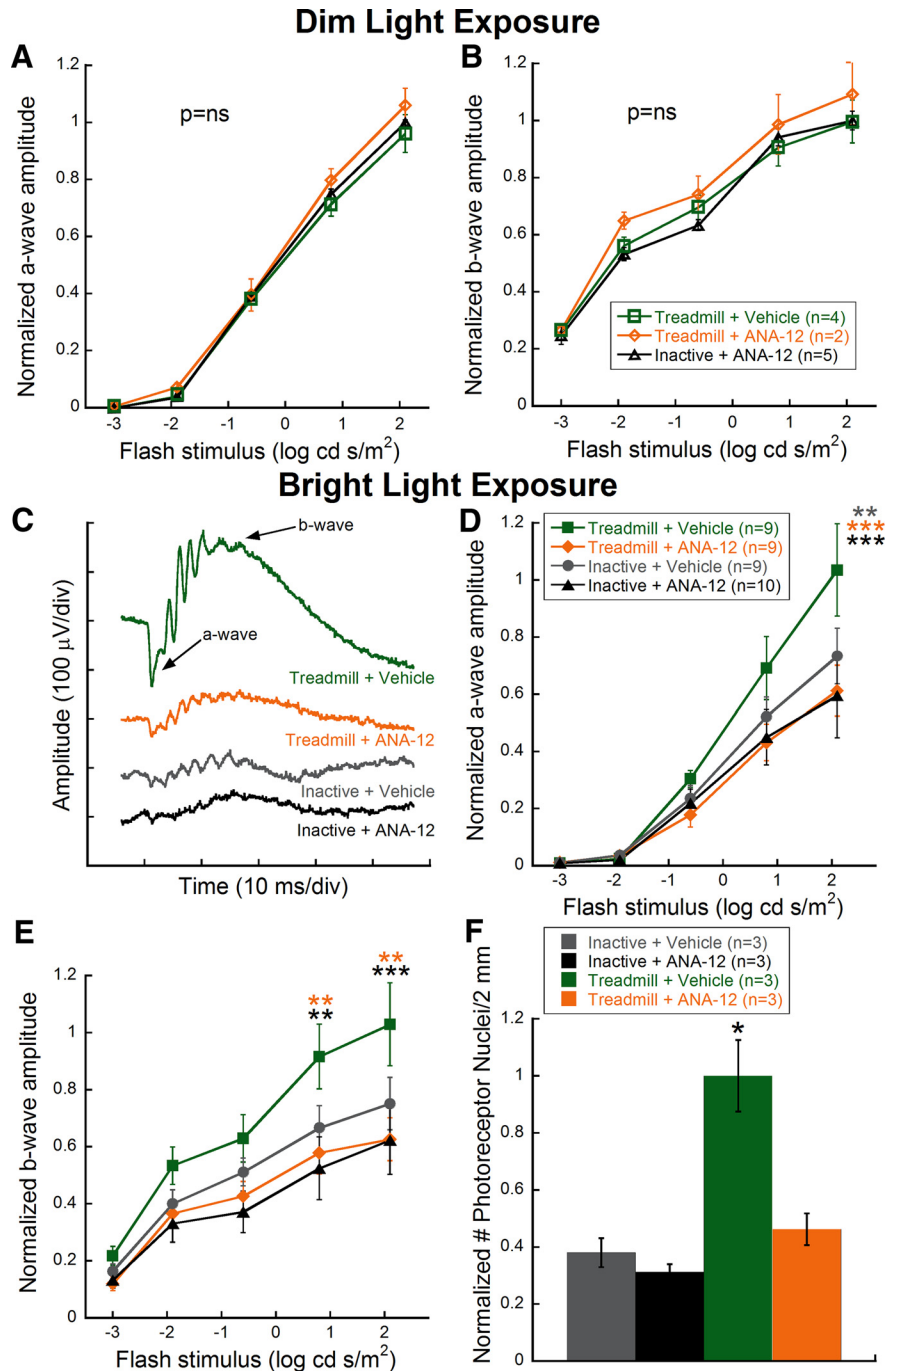 Dim Light Exposure
A
Normalized a-wave amplitude
1.2
1
0.8
0.6
0.4
0.2
0
p=ns
-3 -2 -1 0 1 2
Flash stimulus (log cd s/m²)
B
Normalized b-wave amplitude
1.2
1
0.8
0.6
0.4
0.2
0
p=ns
Treadmill + Vehicle (n=4)
Treadmill + ANA-12 (n=2)
Inactive + ANA-12 (n=5)
-3 -2 -1 0 1 2
Flash stimulus (log cd s/m²)
Bright Light Exposure
C
Amplitude (100 µV/div)
b-wave
a-wave
Treadmill + Vehicle
Treadmill + ANA-12
Inactive + Vehicle
Inactive + ANA-12
Time (10 ms/div)
D
Normalized a-wave amplitude
1.2
1
0.8
0.6
0.4
0.2
0
Treadmill + Vehicle (n=9)
Treadmill + ANA-12 (n=9)
Inactive + Vehicle (n=9)
Inactive + ANA-12 (n=10)
**
***
***
-3 -2 -1 0 1 2
Flash stimulus (log cd s/m²)
E
Normalized b-wave amplitude
1.2
1
0.8
0.6
0.4
0.2
0
**
**
**
***
-3 -2 -1 0 1 2
Flash stimulus (log cd s/m²)
F
Inactive + Vehicle (n=3)
Inactive + ANA-12 (n=3)
Treadmill + Vehicle (n=3)
Treadmill + ANA-12 (n=3)
Normalized # Photoreceptor Nuclei/2 mm
1.2
1
0.8
0.6
0.4
0.2
0
*